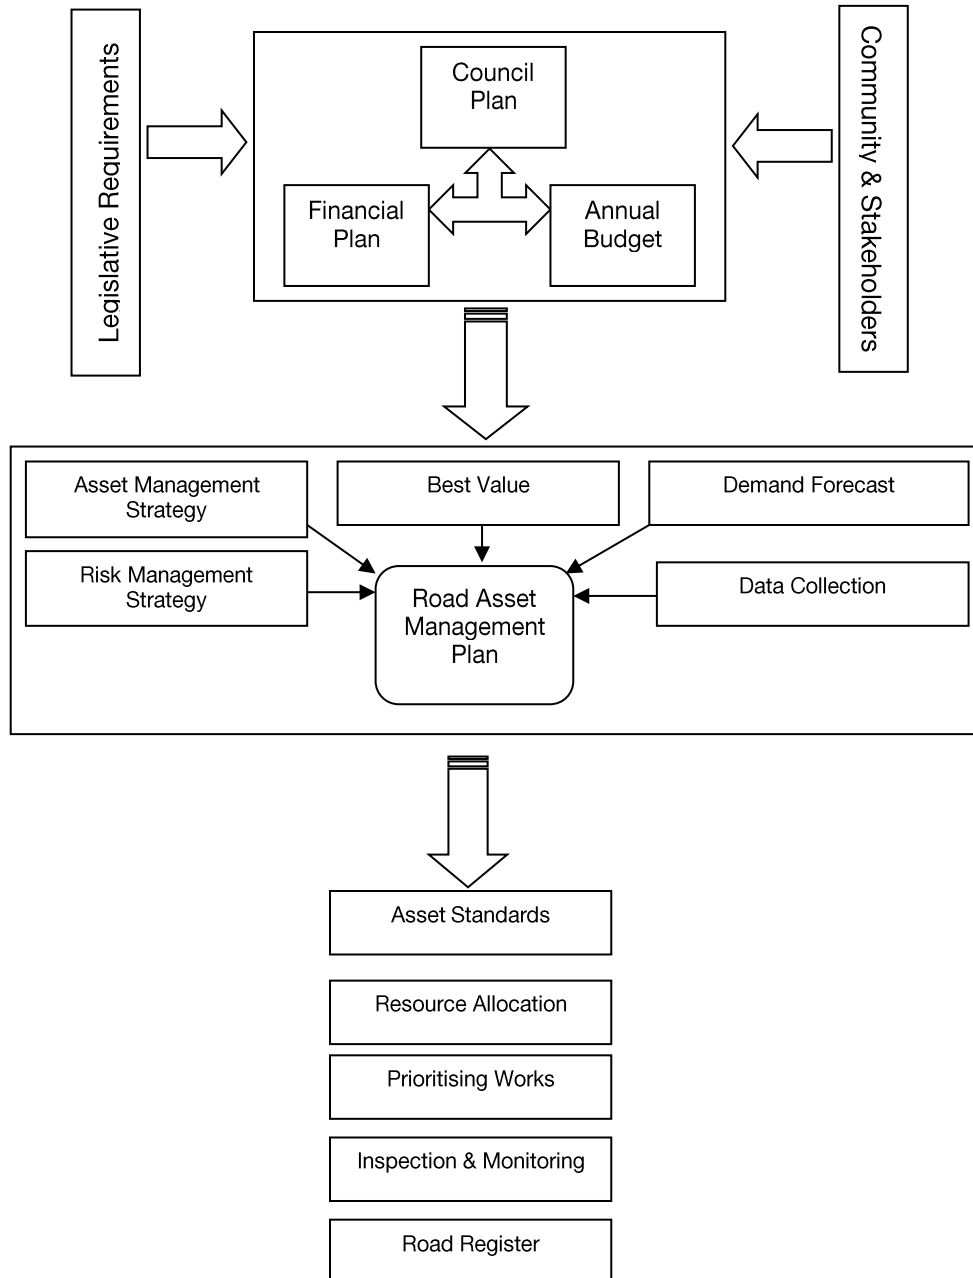 Legislative Requirements
Council
Plan
Financial
Plan
Annual
Budget
Community & Stakeholders
Asset Management
Strategy
Best Value
Demand Forecast
Risk Management
Strategy
Data Collection
Road Asset
Management
Plan
Asset Standards
Resource Allocation
Prioritising Works
Inspection & Monitoring
Road Register